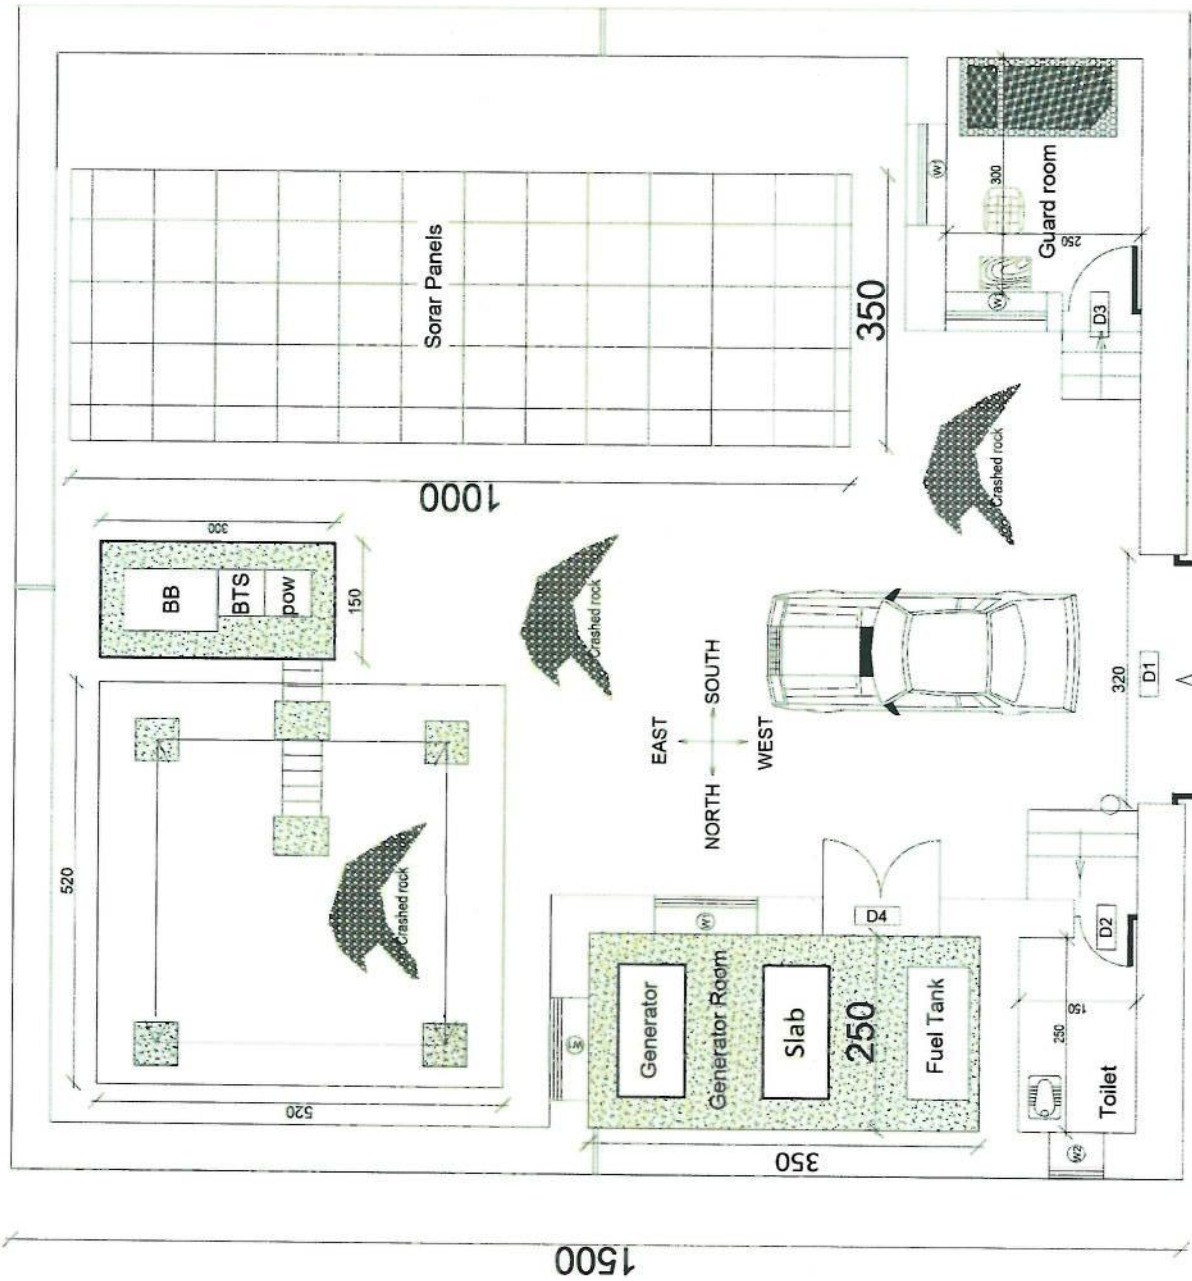 Sorar Panels
350
1000
W1
300
Guard room
250
W1
D3
Crashed rock
300
BB
BTS
pow
150
Crashed rock
520
Crashed rock
520
EAST
SOUTH
NORTH
WEST
320
D1
W1
D4
W1
Generator
Generator Room
Slab
250
Fuel Tank
350
D2
150
250
Toilet
W2
1500